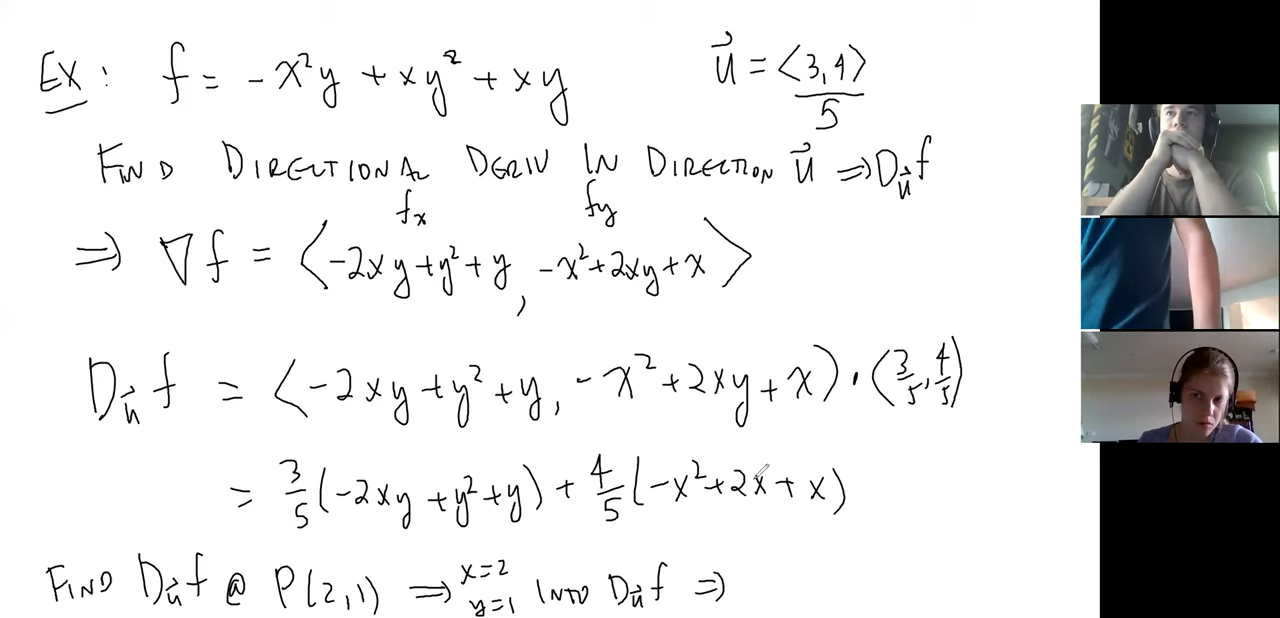 EX: f = -x²y + xy² + xy    u⃗ = <3,4>/5
FIND DIRECTIONAL DERIV IN DIRECTION u⃗ ⇒ D_u⃗ f
f_x    f_y
⇒ ∇f = <-2xy+y²+y, -x²+2xy+x>
D_u⃗ f = <-2xy+y²+y, -x²+2xy+x> · <3/5, 4/5>
= 3/5(-2xy+y²+y) + 4/5(-x²+2x+x)
FIND D_u⃗ f @ P(2,1) ⇒ x=2 y=1 INTO D_u⃗ f ⇒